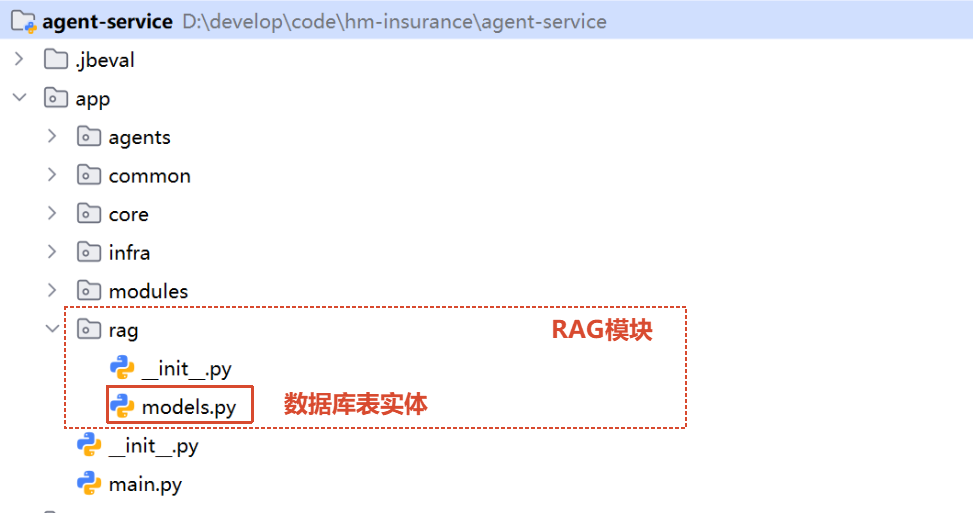 agent-service D:\develop\code\hm-insurance\agent-service
.jbeval
app
agents
common
core
infra
modules
rag RAG模块
__init__.py
models.py 数据库表实体
__init__.py
main.py